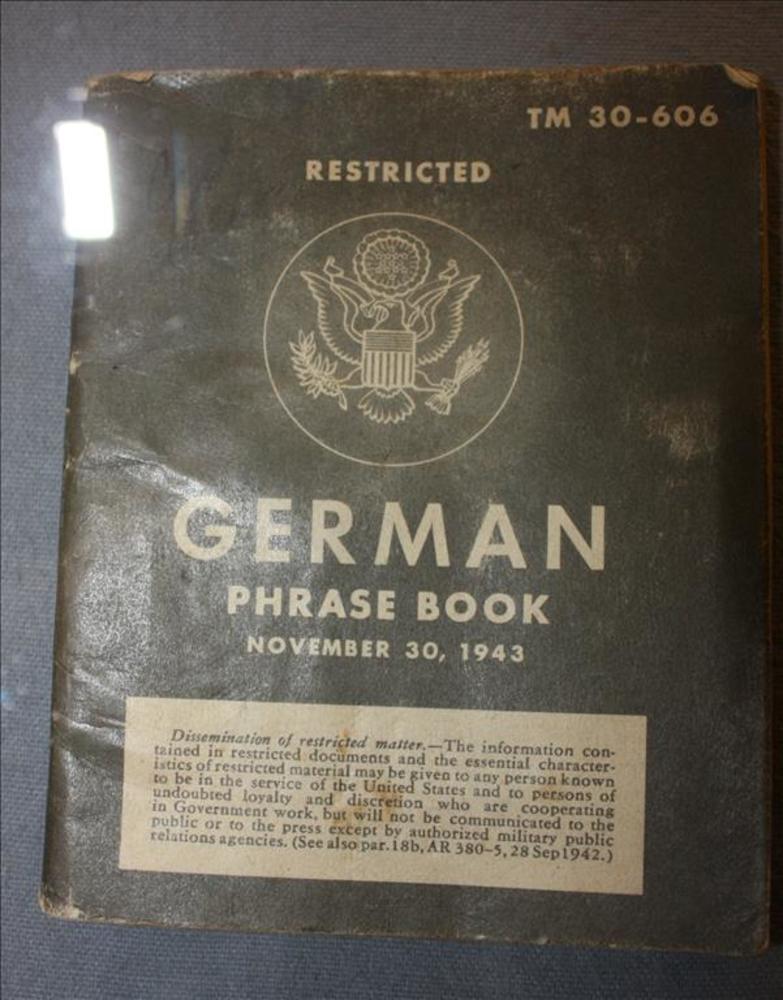 TM 30-606
RESTRICTED
GERMAN
PHRASE BOOK
NOVEMBER 30, 1943
Dissemination of restricted matter.—The information con-
tained in restricted documents and the essential character-
istics of restricted material may be given to any person known
to be in the service of the United States and to persons of
undoubted loyalty and discretion who are cooperating
in Government work, but will not be communicated to the
public or to the press except by authorized military public
relations agencies. (See also par. 18b, AR 380-5, 28 Sep 1942.)